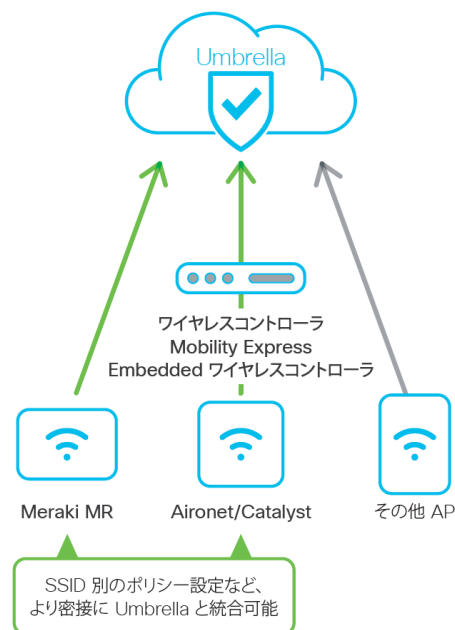 Umbrella
ワイヤレスコントローラ
Mobility Express
Embedded ワイヤレスコントローラ
Meraki MR
Aironet/Catalyst
その他 AP
SSID 別のポリシー設定など、
より密接に Umbrella と統合可能